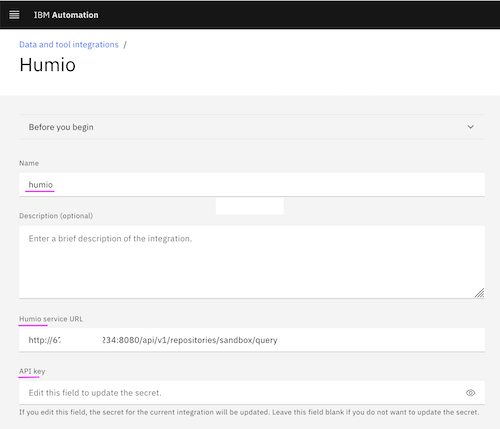 IBM Automation
Data and tool integrations /
Humio
Before you begin
Name
humio
Description (optional)
Enter a brief description of the integration.
Humio service URL
http://6 234:8080/api/v1/repositories/sandbox/query
API key
Edit this field to update the secret.
If you edit this field, the secret for the current integration will be updated. Leave this field blank if you do not want to update the secret.